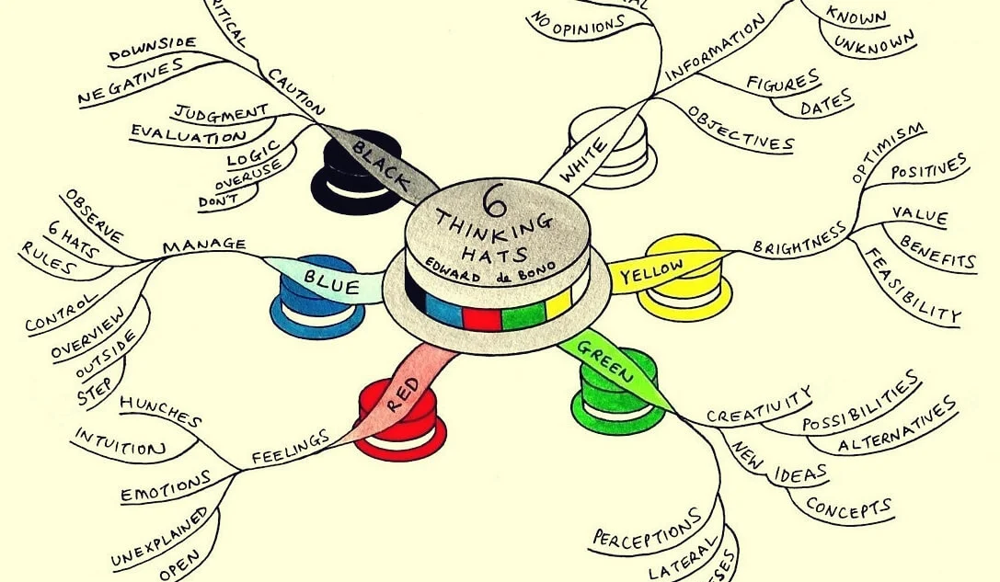 6
THINKING
HATS
EDWARD de BONO
WHITE
NO OPINIONS
INFORMATION
KNOWN
UNKNOWN
FIGURES
DATES
OBJECTIVES
YELLOW
BRIGHTNESS
OPTIMISM
POSITIVES
VALUE
BENEFITS
FEASIBILITY
GREEN
CREATIVITY
POSSIBILITIES
ALTERNATIVES
NEW IDEAS
CONCEPTS
PERCEPTIONS
LATERAL
RED
FEELINGS
HUNCHES
INTUITION
EMOTIONS
UNEXPLAINED
OPEN
BLUE
MANAGE
OBSERVE
6 HATS
RULES
CONTROL
OVERVIEW
OUTSIDE
STEP
BLACK
CAUTION
RITICAL
DOWNSIDE
NEGATIVES
JUDGMENT
EVALUATION
LOGIC
OVERUSE
DON'T